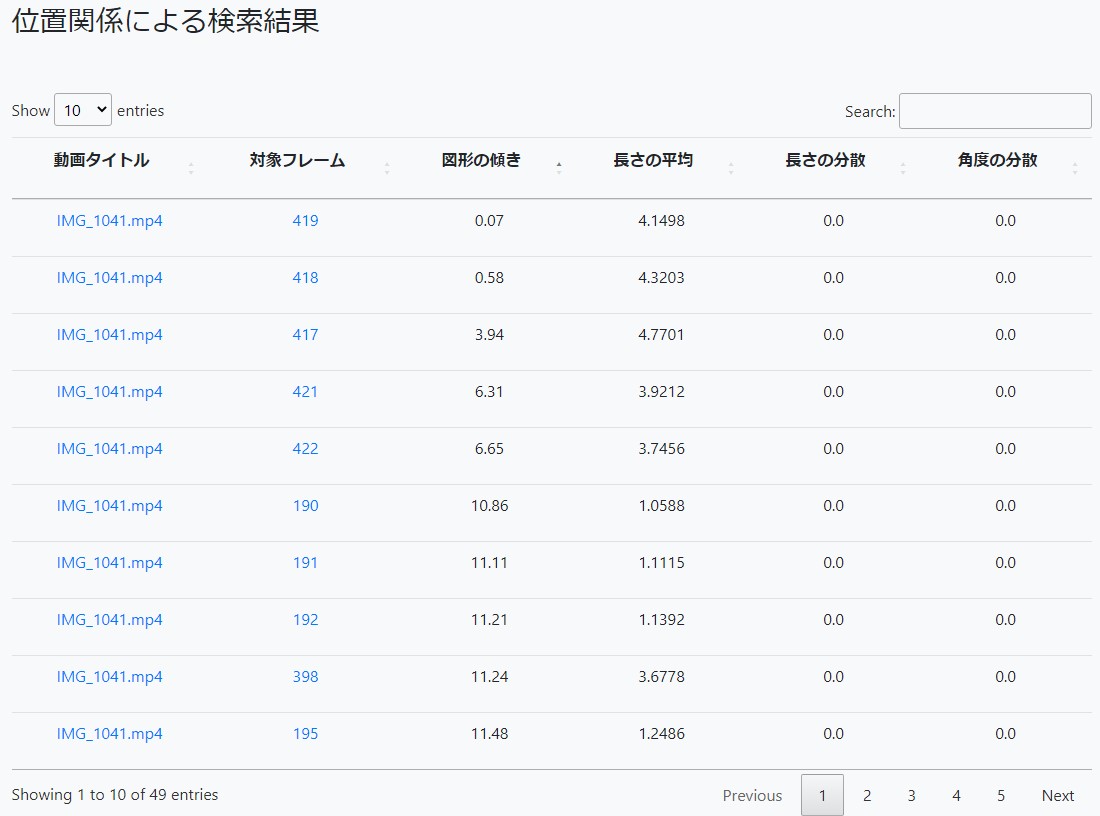 位置関係による検索結果
Show 10 entries Search:
動画タイトル 対象フレーム 図形の傾き 長さの平均 長さの分散 角度の分散
IMG_1041.mp4 419 0.07 4.1498 0.0 0.0
IMG_1041.mp4 418 0.58 4.3203 0.0 0.0
IMG_1041.mp4 417 3.94 4.7701 0.0 0.0
IMG_1041.mp4 421 6.31 3.9212 0.0 0.0
IMG_1041.mp4 422 6.65 3.7456 0.0 0.0
IMG_1041.mp4 190 10.86 1.0588 0.0 0.0
IMG_1041.mp4 191 11.11 1.1115 0.0 0.0
IMG_1041.mp4 192 11.21 1.1392 0.0 0.0
IMG_1041.mp4 398 11.24 3.6778 0.0 0.0
IMG_1041.mp4 195 11.48 1.2486 0.0 0.0
Showing 1 to 10 of 49 entries Previous 1 2 3 4 5 Next